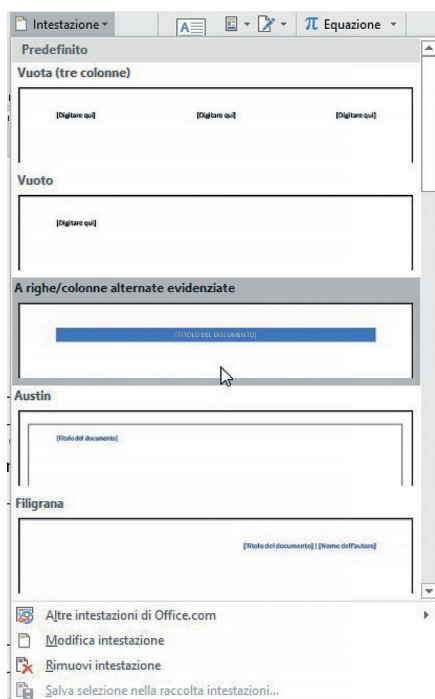 Intestazione
A
π Equazione
Predefinito
Vuota (tre colonne)
[Digitare qui] [Digitare qui] [Digitare qui]
Vuoto
[Digitare qui]
A righe/colonne alternate evidenziate
[TITOLO DEL DOCUMENTO]
Austin
[Titolo del documento]
Filigrana
[Titolo del documento] | [Nome dell'autore]
Altre intestazioni di Office.com
Modifica intestazione
Rimuovi intestazione
Salva selezione nella raccolta intestazioni...